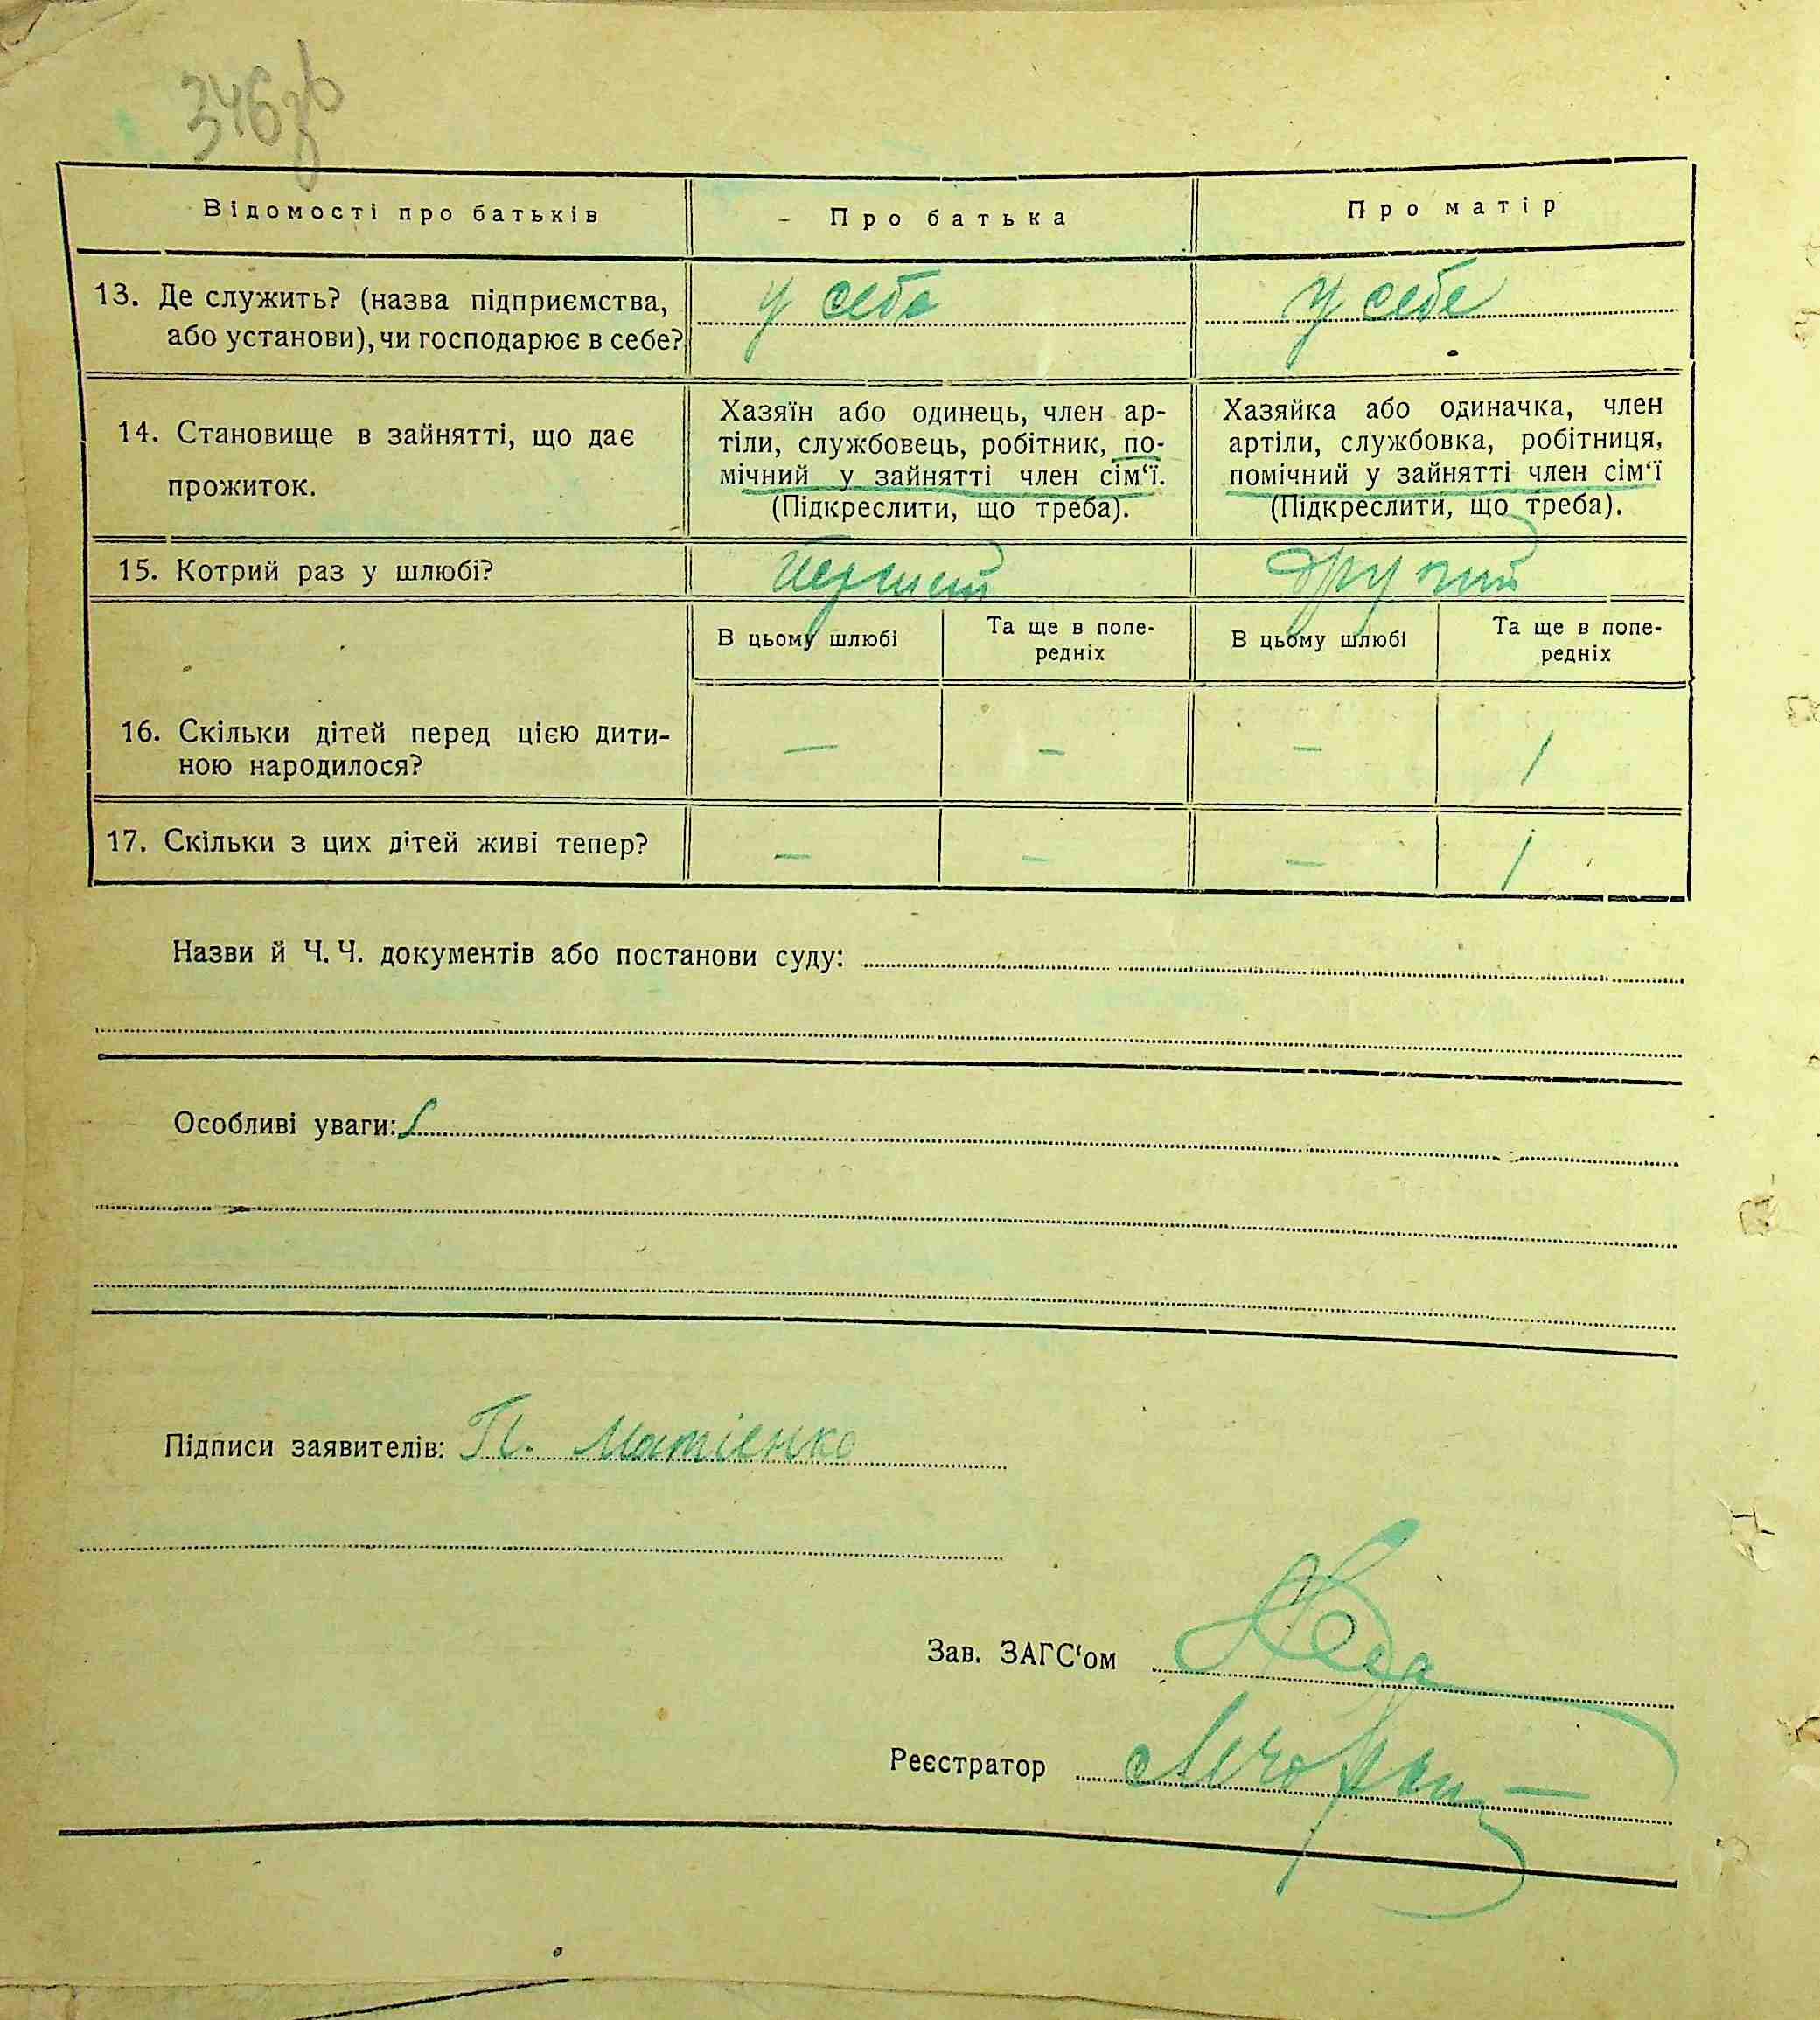 346зв
Відомості про батьків Про батька Про матір
13. Де служить? (назва підприємства, у себе у себе
або установи), чи господарює в себе?
14. Становище в зайнятті, що дає
прожиток.
Хазяїн або одинець, член ар-
тіли, службовець, робітник, по-
мічний у зайнятті член сім‘ї.
(Підкреслити, що треба).
Хазяйка або одиначка, член
артіли, службовка, робітниця,
помічний у зайнятті член сім‘ї
(Підкреслити, що треба).
15. Котрий раз у шлюбі? перший другий
В цьому шлюбі Та ще в попе-
редніх В цьому шлюбі Та ще в попе-
редніх
16. Скільки дітей перед цією дити-
ною народилося? — — — 1
17. Скільки з цих дітей живі тепер? — — — 1
Назви й Ч. Ч. документів або постанови суду:
Особливі уваги:
Підписи заявителів: П. Матіенко
Зав. ЗАГС‘ом
Реєстратор